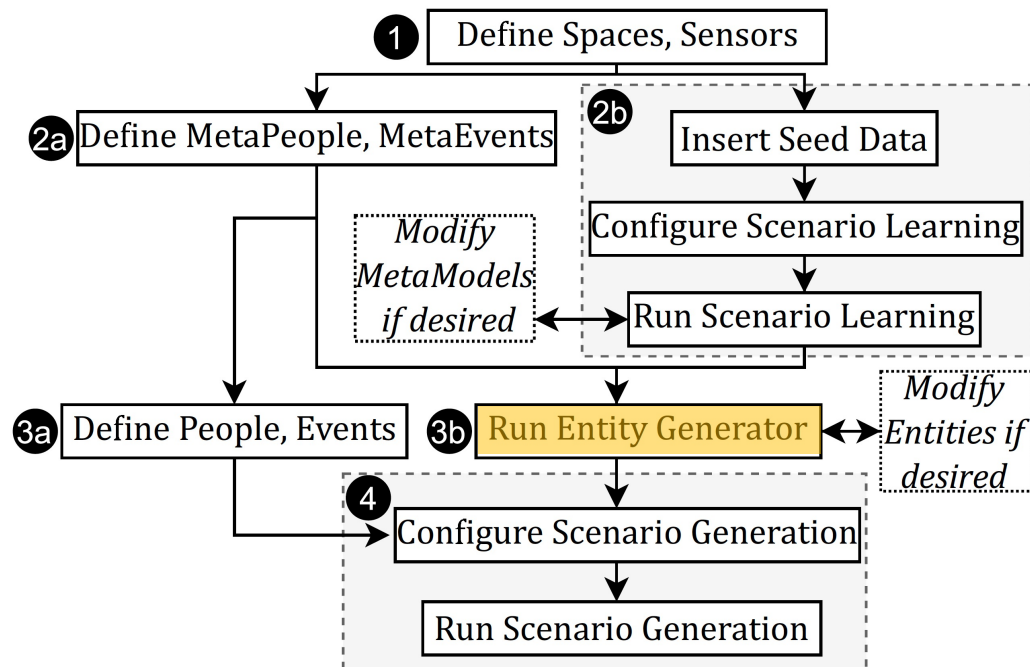 1
Define Spaces, Sensors
2a
Define MetaPeople, MetaEvents
2b
Insert Seed Data
Configure Scenario Learning
Modify
MetaModels
if desired
Run Scenario Learning
3a
Define People, Events
3b
Run Entity Generator
Modify
Entities if
desired
4
Configure Scenario Generation
Run Scenario Generation